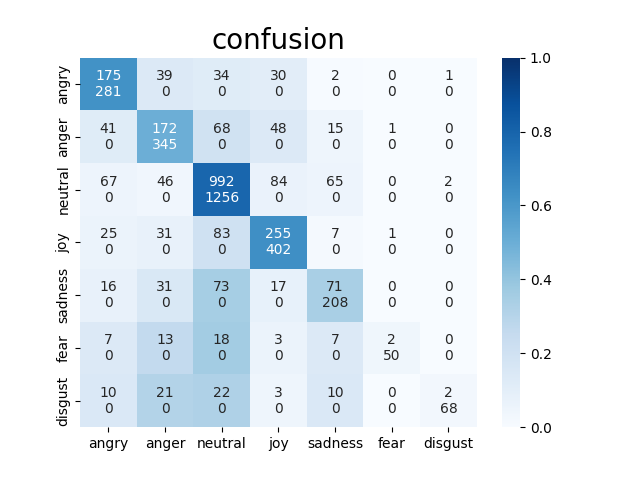 confusion
angry 175 39 34 30 2 0 1 1.0
281 0 0 0 0 0 0
anger 41 172 68 48 15 1 0 0.8
0 345 0 0 0 0 0
neutral 67 46 992 84 65 0 2
0 0 1256 0 0 0 0 0.6
joy 25 31 83 255 7 1 0
0 0 0 402 0 0 0
sadness 16 31 73 17 71 0 0 0.4
0 0 0 0 208 0 0
fear 7 13 18 3 7 2 0
0 0 0 0 0 50 0 0.2
disgust 10 21 22 3 10 0 2
0 0 0 0 0 0 68
0.0
angry anger neutral joy sadness fear disgust